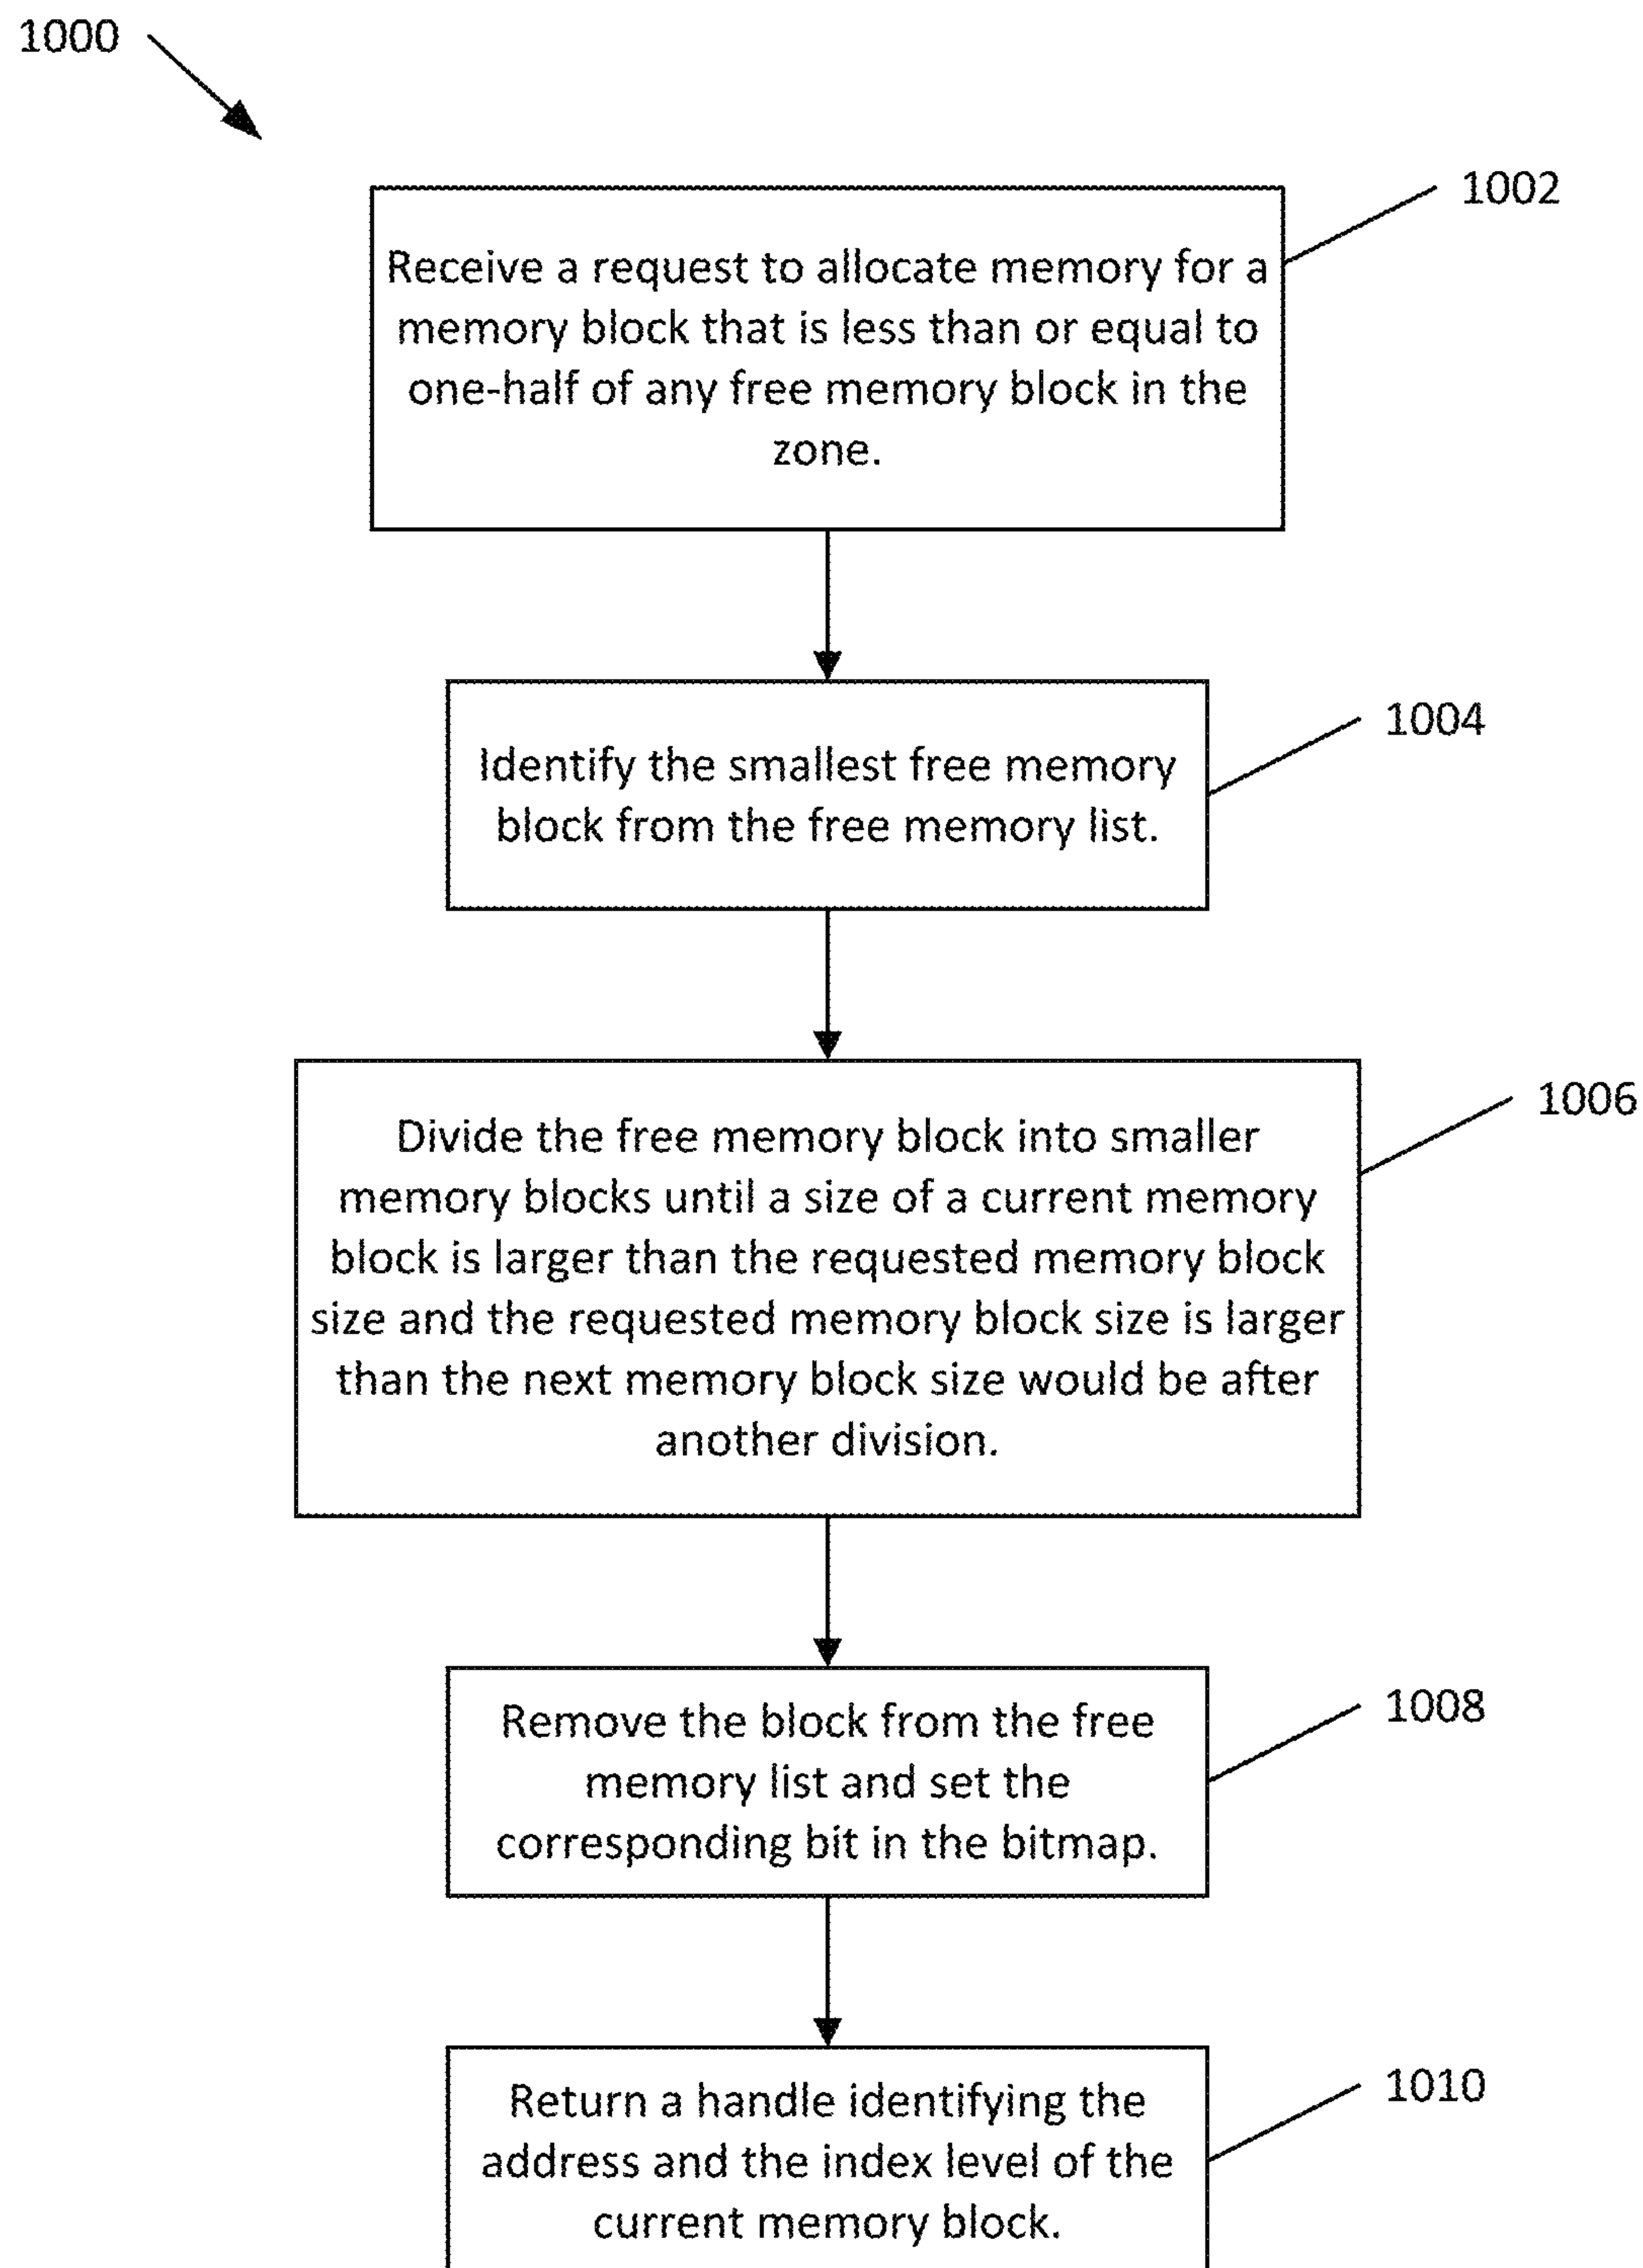 1000
1002
Receive a request to allocate memory for a
memory block that is less than or equal to
one-half of any free memory block in the
zone.
1004
Identify the smallest free memory
block from the free memory list.
1006
Divide the free memory block into smaller
memory blocks until a size of a current memory
block is larger than the requested memory block
size and the requested memory block size is larger
than the next memory block size would be after
another division.
1008
Remove the block from the free
memory list and set the
corresponding bit in the bitmap.
1010
Return a handle identifying the
address and the index level of the
current memory block.